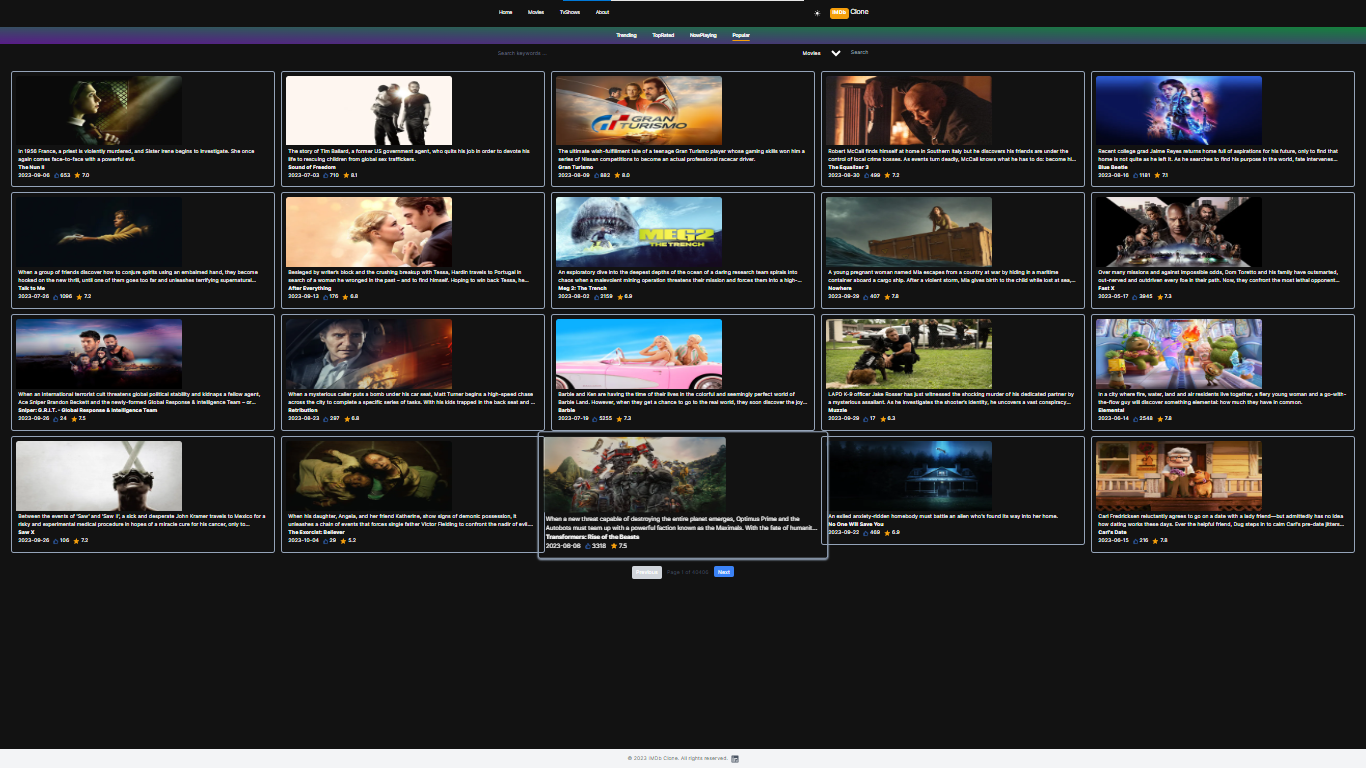 Home Movies TvShows About IMDb Clone
Trending TopRated NowPlaying Popular
Search keywords ... Movies Search
In 1956 France, a priest is violently murdered, and Sister Irene begins to investigate. She once
again comes face-to-face with a powerful evil.
The Nun II
2023-09-06 653 7.0
The story of Tim Ballard, a former US government agent, who quits his job in order to devote his
life to rescuing children from global sex traffickers.
Sound of Freedom
2023-07-03 710 8.1
GRAN
TURISMO
The ultimate wish-fulfillment tale of a teenage Gran Turismo player whose gaming skills won him a
series of Nissan competitions to become an actual professional racecar driver.
Gran Turismo
2023-08-09 882 8.0
Robert McCall finds himself at home in Southern Italy but he discovers his friends are under the
control of local crime bosses. As events turn deadly, McCall knows what he has to do: become hi...
The Equalizer 3
2023-08-30 499 7.2
Recent college grad Jaime Reyes returns home full of aspirations for his future, only to find that
home is not quite as he left it. As he searches to find his purpose in the world, fate intervenes...
Blue Beetle
2023-08-16 1181 7.1
When a group of friends discover how to conjure spirits using an embalmed hand, they become
hooked on the new thrill, until one of them goes too far and unleashes terrifying supernatural...
Talk to Me
2023-07-26 1096 7.2
Besieged by writer's block and the crushing breakup with Tessa, Hardin travels to Portugal in
search of a woman he wronged in the past – and to find himself. Hoping to win back Tessa, he...
After Everything
2023-09-13 176 6.8
MEG2
THE TRENCH
An exploratory dive into the deepest depths of the ocean of a daring research team spirals into
chaos when a malevolent mining operation threatens their mission and forces them into a high-...
Meg 2: The Trench
2023-08-02 2159 6.9
A young pregnant woman named Mia escapes from a country at war by hiding in a maritime
container aboard a cargo ship. After a violent storm, Mia gives birth to the child while lost at sea,...
Nowhere
2023-09-29 407 7.8
Over many missions and against impossible odds, Dom Toretto and his family have outsmarted,
out-nerved and outdriven every foe in their path. Now, they confront the most lethal opponent...
Fast X
2023-05-17 3945 7.3
When an international terrorist cult threatens global political stability and kidnaps a fellow agent,
Ace Sniper Brandon Beckett and the newly-formed Global Response & Intelligence Team – or...
Sniper: G.R.I.T. - Global Response & Intelligence Team
2023-09-26 24 7.5
When a mysterious caller puts a bomb under his car seat, Matt Turner begins a high-speed chase
across the city to complete a specific series of tasks. With his kids trapped in the back seat and ...
Retribution
2023-08-23 297 6.8
Barbie and Ken are having the time of their lives in the colorful and seemingly perfect world of
Barbie Land. However, when they get a chance to go to the real world, they soon discover the joy...
Barbie
2023-07-19 5255 7.3
LAPD K-9 officer Jake Rosser has just witnessed the shocking murder of his dedicated partner by
a mysterious assailant. As he investigates the shooter's identity, he uncovers a vast conspiracy...
Muzzle
2023-09-29 17 6.3
In a city where fire, water, land and air residents live together, a fiery young woman and a go-with-
the-flow guy will discover something elemental: how much they have in common.
Elemental
2023-06-14 2548 7.8
Between the events of 'Saw' and 'Saw II', a sick and desperate John Kramer travels to Mexico for a
risky and experimental medical procedure in hopes of a miracle cure for his cancer, only to...
Saw X
2023-09-26 106 7.2
When his daughter, Angela, and her friend Katherine, show signs of demonic possession, it
unleashes a chain of events that forces single father Victor Fielding to confront the nadir of evil...
The Exorcist: Believer
2023-10-04 29 5.2
When a new threat capable of destroying the entire planet emerges, Optimus Prime and the
Autobots must team up with a powerful faction known as the Maximals. With the fate of humanit...
Transformers: Rise of the Beasts
2023-06-06 3318 7.5
An exiled anxiety-ridden homebody must battle an alien who's found its way into her home.
No One Will Save You
2023-09-22 469 6.9
Carl Fredricksen reluctantly agrees to go on a date with a lady friend—but admittedly has no idea
how dating works these days. Ever the helpful friend, Dug steps in to calm Carl's pre-date jitters...
Carl's Date
2023-06-15 216 7.8
Previous Page 1 of Next
© 2023 IMDb Clone. All rights reserved.